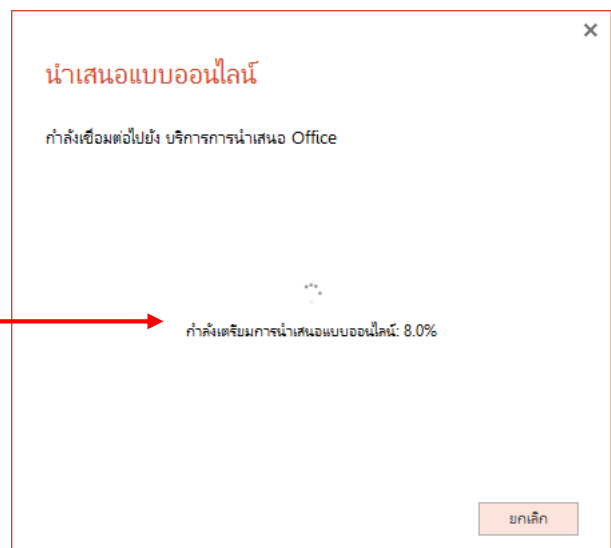 นำเสนอแบบออนไลน์
กำลังเชื่อมต่อไปยัง บริการการนำเสนอ Office
กำลังเตรียมการนำเสนอแบบออนไลน์: 8.0%
ยกเลิก